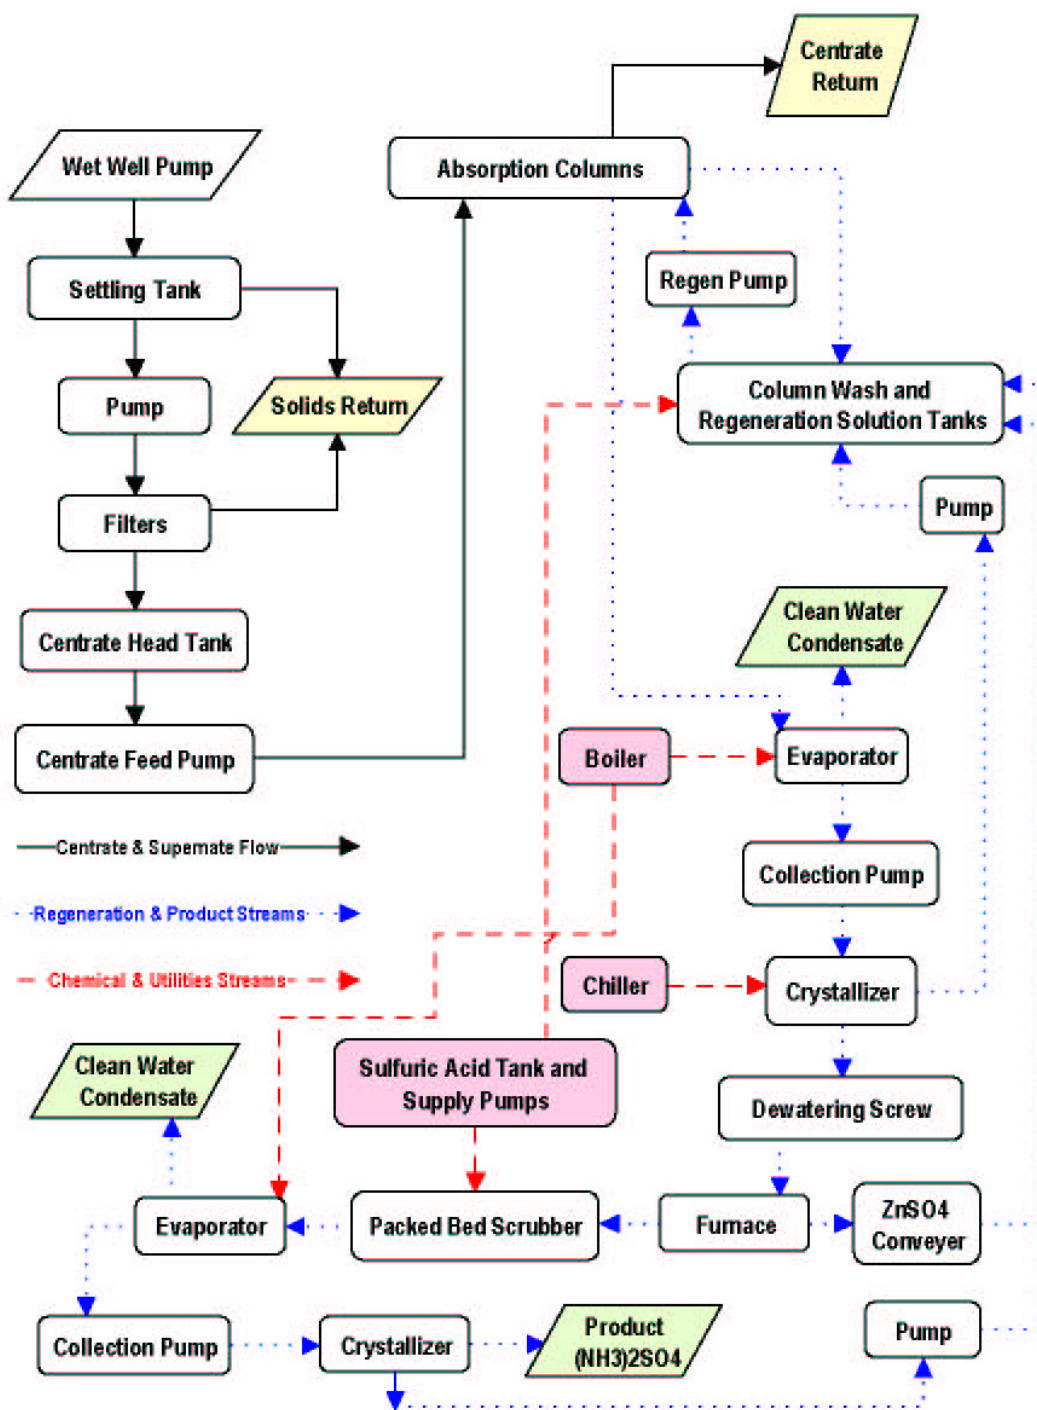 Centrate
Return
Wet Well Pump
Absorption Columns
Settling Tank
Regen Pump
Pump
Solids Return
Column Wash and
Regeneration Solution Tanks
Filters
Pump
Centrate Head Tank
Clean Water
Condensate
Centrate Feed Pump
Boiler
Evaporator
Centrate & Supernate Flow
Collection Pump
Regeneration & Product Streams
Chemical & Utilities Streams
Chiller
Crystallizer
Clean Water
Condensate
Sulfuric Acid Tank and
Supply Pumps
Dewatering Screw
Evaporator
Packed Bed Scrubber
Furnace
ZnSO4
Conveyer
Collection Pump
Crystallizer
Product
(NH3)2SO4
Pump